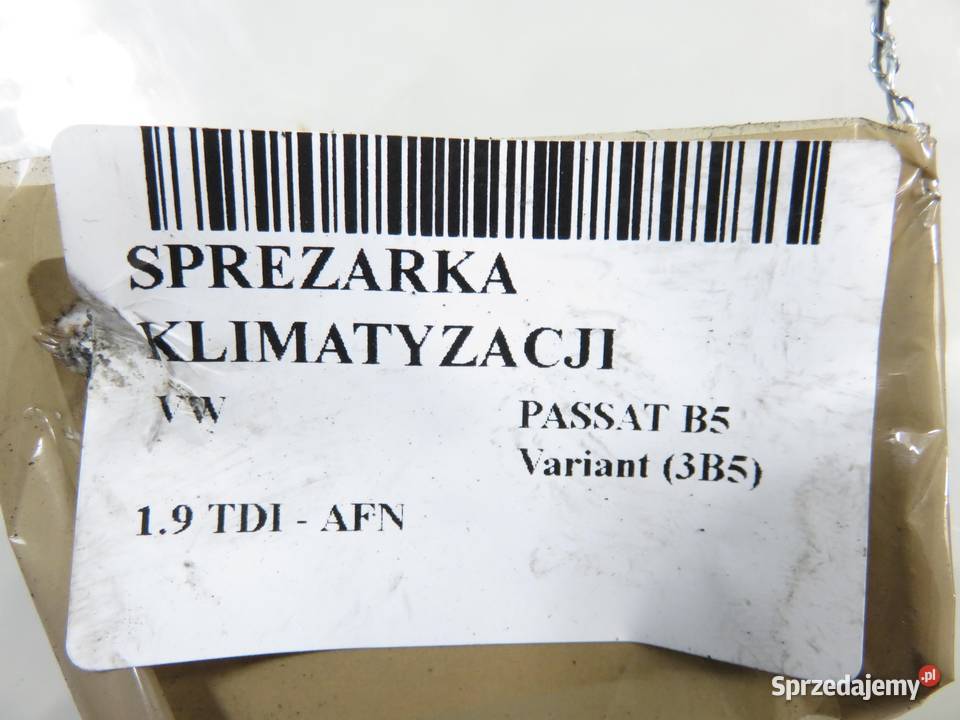 SPREZARKA
KLIMATYZACJI
VW PASSAT B5
Variant (3B5)
1.9 TDI - AFN
Sprzedajemy.pl